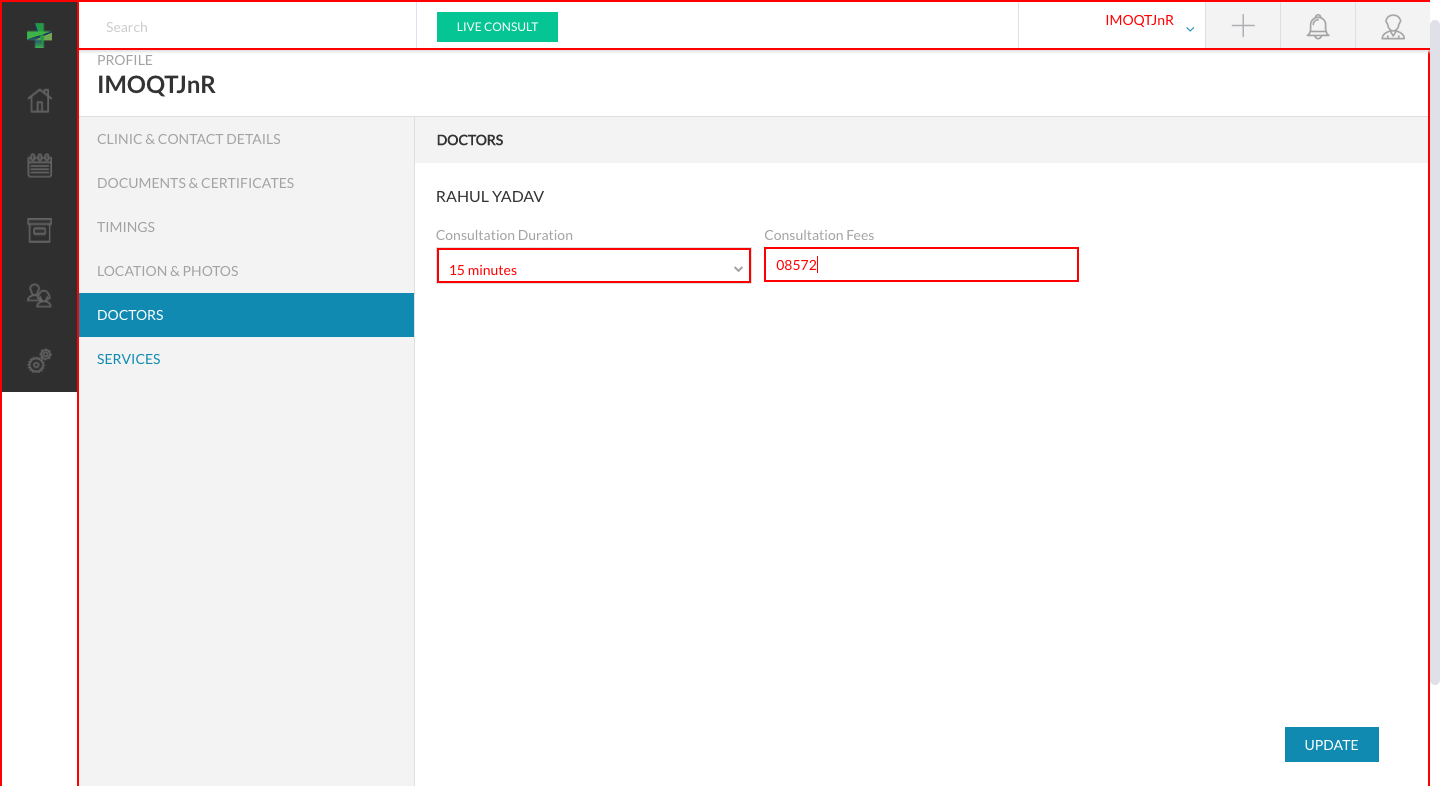 Search
LIVE CONSULT
IMOQTJnR
PROFILE
IMOQTJnR
CLINIC & CONTACT DETAILS
DOCUMENTS & CERTIFICATES
TIMINGS
LOCATION & PHOTOS
DOCTORS
SERVICES
DOCTORS
RAHUL YADAV
Consultation Duration
15 minutes
Consultation Fees
08572
UPDATE